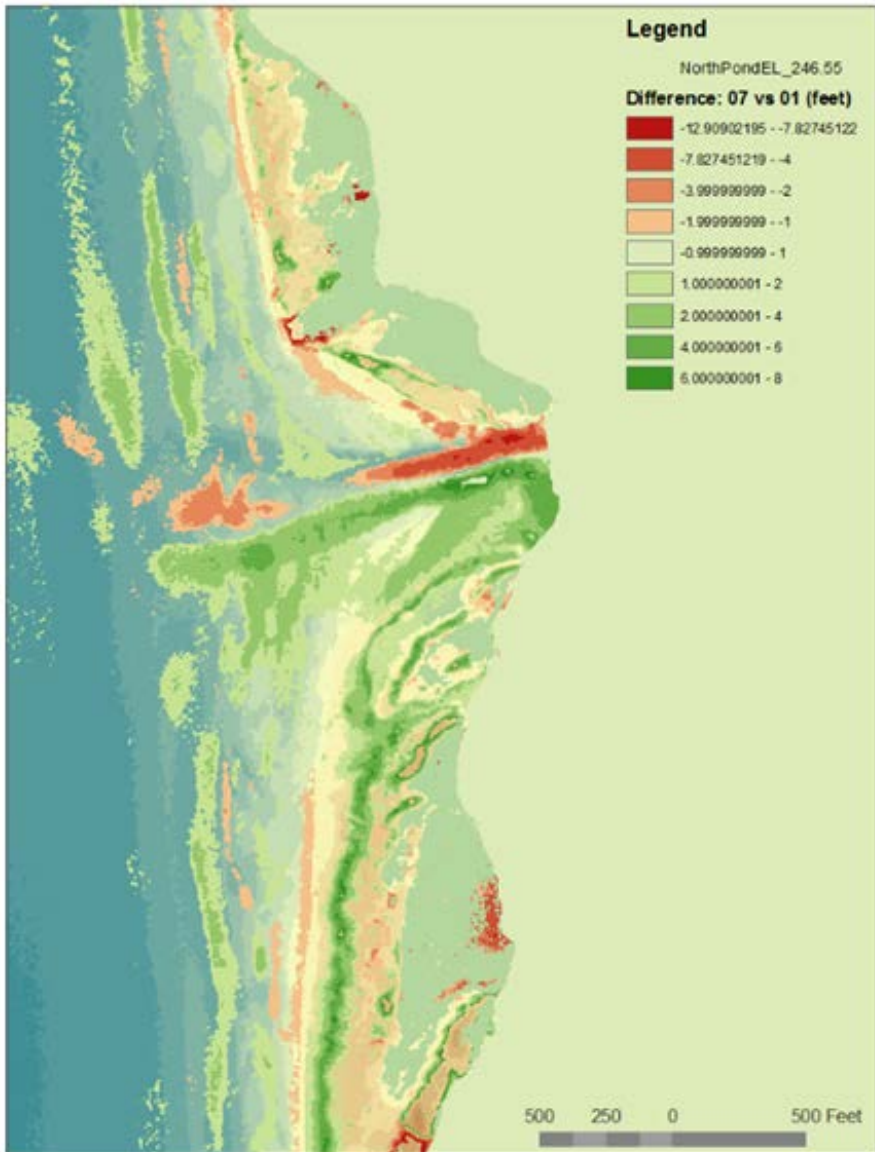 Legend
NorthPondEL_246.55
Difference: 07 vs 01 (feet)
-12.90902195 - -7.82745122
-7.827451219 - -4
-3.999999999 - -2
-1.999999999 - -1
-0.999999999 - 1
1.000000001 - 2
2.000000001 - 4
4.000000001 - 6
6.000000001 - 8
500 250 0 500 Feet